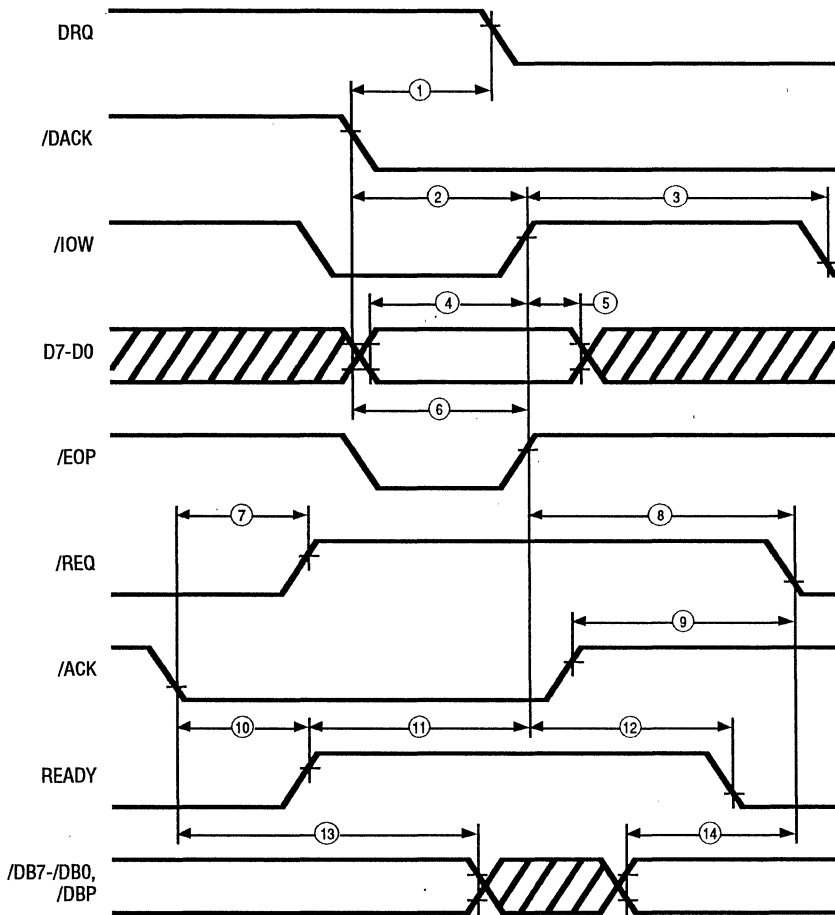 DRQ
①
/DACK
② ③
/IOW
④ ⑤
D7-D0
⑥
/EOP
⑦ ⑧
/REQ
⑨
/ACK
⑩ ⑪ ⑫
READY
⑬ ⑭
/DB7-/DB0,
/DBP